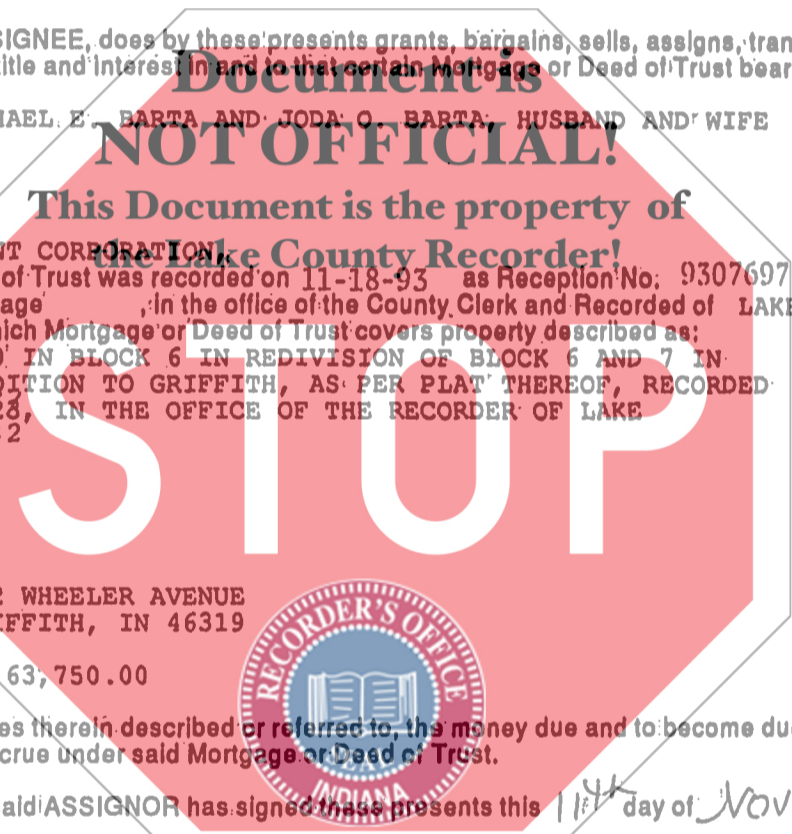 SIGNEE, does by these presents grants, bargains, sells, assigns, tran
itle and interest in and to that certain Mortgage or Deed of Trust bear
Document is
HAEL E. BARTA AND JODA O. BARTA, HUSBAND AND WIFE
NOT OFFICIAL!
This Document is the property of
the Lake County Recorder!
NT CORPORATION,
of Trust was recorded on 11-18-93 as Reception No: 9307697
age , in the office of the County Clerk and Recorded of LAKE
hich Mortgage or Deed of Trust covers property described as:
IN BLOCK 6 IN REDIVISION OF BLOCK 6 AND 7 IN
DITION TO GRIFFITH, AS PER PLAT THEREOF, RECORDED
23, IN THE OFFICE OF THE RECORDER OF LAKE
2
STOP
2 WHEELER AVENUE
IFFITH, IN 46319
63,750.00
RECORDER'S OFFICE
SEAL
INDIANA
es therein described or referred to, the money due and to become du
crue under said Mortgage or Deed of Trust.
aid ASSIGNOR has signed these presents this 11th day of NOV